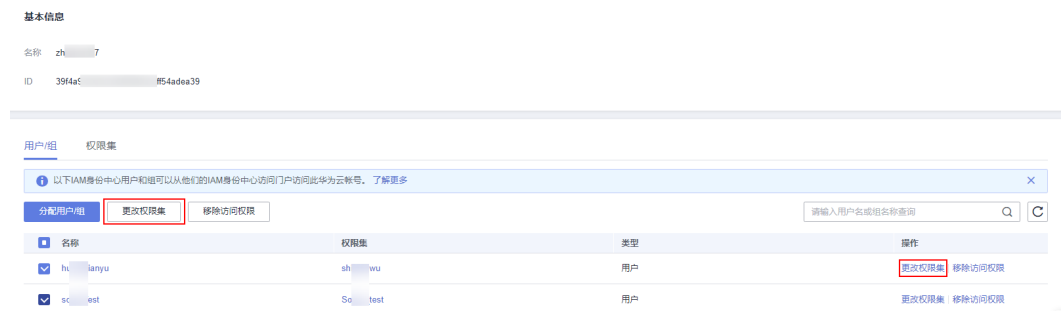 基本信息
名称 zh 7
ID 39f4a9 ff54adea39
用户/组 权限集
以下IAM身份中心用户和组可以从他们的IAM身份中心访问门户访问此华为云帐号。 了解更多
分配用户/组 更改权限集 移除访问权限 请输入用户名或组名称查询
名称 权限集 类型 操作
hu ianyu sh wu 用户 更改权限集 移除访问权限
so est So test 用户 更改权限集 | 移除访问权限